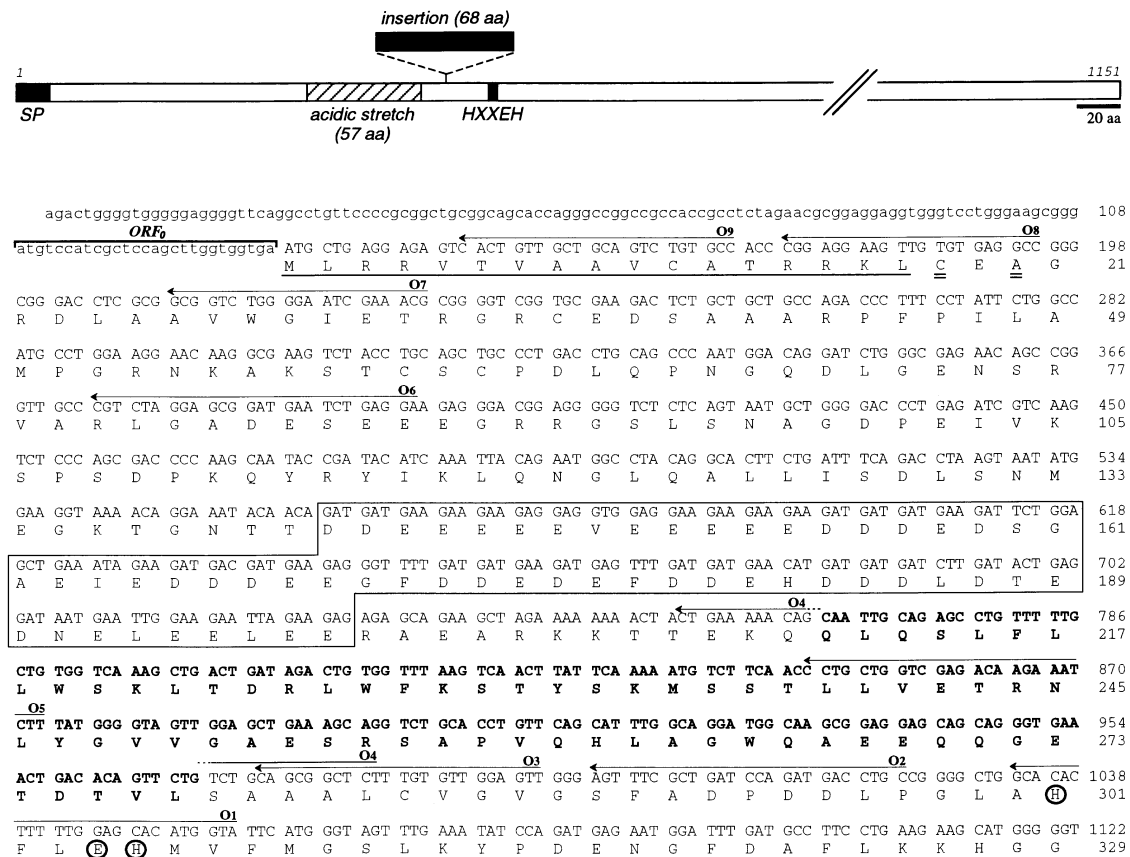 insertion (68 aa)
1
1151
SP
acidic stretch
(57 aa)
HXXEH
20 aa
agactggggtgggggaggggttcaggcctgttccccgcggctgcggcagcaccagggccggccgccaccgcctctagaacgcggaggaggtgggtcctgggaagcggg 108
ORF0 O9 O8
atgtccatcgctccagcttggtggtga ATG CTG AGG AGA GTC ACT GTT GCT GCA GTC TGT GCC ACC CGG AGG AAG TTG TGT GAG GCC GGG 198
M L R R V T V A A V C A T R R K L C E A G 21
O7
CGG GAC CTC GCG GCG GTC TGG GGA ATC GAA ACG CGG GGT CGG TGC GAA GAC TCT GCT GCT GCC AGA CCC TTT CCT ATT CTG GCC 282
R D L A A V W G I E T R G R C E D S A A A R P F P I L A 49
ATG CCT GGA AGG AAC AAG GCG AAG TCT ACC TGC AGC TGC CCT GAC CTG CAG CCC AAT GGA CAG GAT CTG GGC GAG AAC AGC CGG 366
M P G R N K A K S T C S C P D L Q P N G Q D L G E N S R 77
O6
GTT GCC CGT CTA GGA GCG GAT GAA TCT GAG GAA GAG GGA CGG AGG GGG TCT CTC AGT AAT GCT GGG GAC CCT GAG ATC GTC AAG 450
V A R L G A D E S E E E G R R G S L S N A G D P E I V K 105
TCT CCC AGC GAC CCC AAG CAA TAC CGA TAC ATC AAA TTA CAG AAT GGC CTA CAG GCA CTT CTG ATT TCA GAC CTA AGT AAT ATG 534
S P S D P K Q Y R Y I K L Q N G L Q A L L I S D L S N M 133
GAA GGT AAA ACA GGA AAT ACA ACA GAT GAT GAA GAA GAA GAG GAG GTG GAG GAA GAA GAA GAA GAT GAT GAT GAA GAT TCT GGA 618
E G K T G N T T D D E E E E E V E E E E E D D D E D S G 161
GCT GAA ATA GAA GAT GAC GAT GAA GAG GGT TTT GAT GAT GAA GAT GAG TTT GAT GAT GAA CAT GAT GAT GAT CTT GAT ACT GAG 702
A E I E D D D E E G F D D E D E F D D E H D D D L D T E 189
O4
GAT AAT GAA TTG GAA GAA TTA GAA GAG AGA GCA GAA GCT AGA AAA AAA ACT ACT GAA AAA CAG CAA TTG CAG AGC CTG TTT TTG 786
D N E L E E L E E R A E A R K K T T E K Q Q L Q S L F L 217
CTG TGG TCA AAG CTG ACT GAT AGA CTG TGG TTT AAG TCA ACT TAT TCA AAA ATG TCT TCA ACC CTG CTG GTC GAG ACA AGA AAT 870
L W S K L T D R L W F K S T Y S K M S S T L L V E T R N 245
O5
CTT TAT GGG GTA GTT GGA GCT GAA AGC AGG TCT GCA CCT GTT CAG CAT TTG GCA GGA TGG CAA GCG GAG GAG CAG CAG GGT GAA 954
L Y G V V G A E S R S A P V Q H L A G W Q A E E Q Q G E 273
O4 O3 O2
ACT GAC ACA GTT CTG TCT GCA GCG GCT CTT TGT GTT GGA GTT GGG AGT TTC GCT GAT CCA GAT GAC CTG CCG GGG CTG GCA CAC 1038
T D T V L S A A A L C V G V G S F A D P D D L P G L A H 301
O1
TTT TTG GAG CAC ATG GTA TTC ATG GGT AGT TTG AAA TAT CCA GAT GAG AAT GGA TTT GAT GCC TTC CTG AAG AAG CAT GGG GGT 1122
F L E H M V F M G S L K Y P D E N G F D A F L K K H G G 329